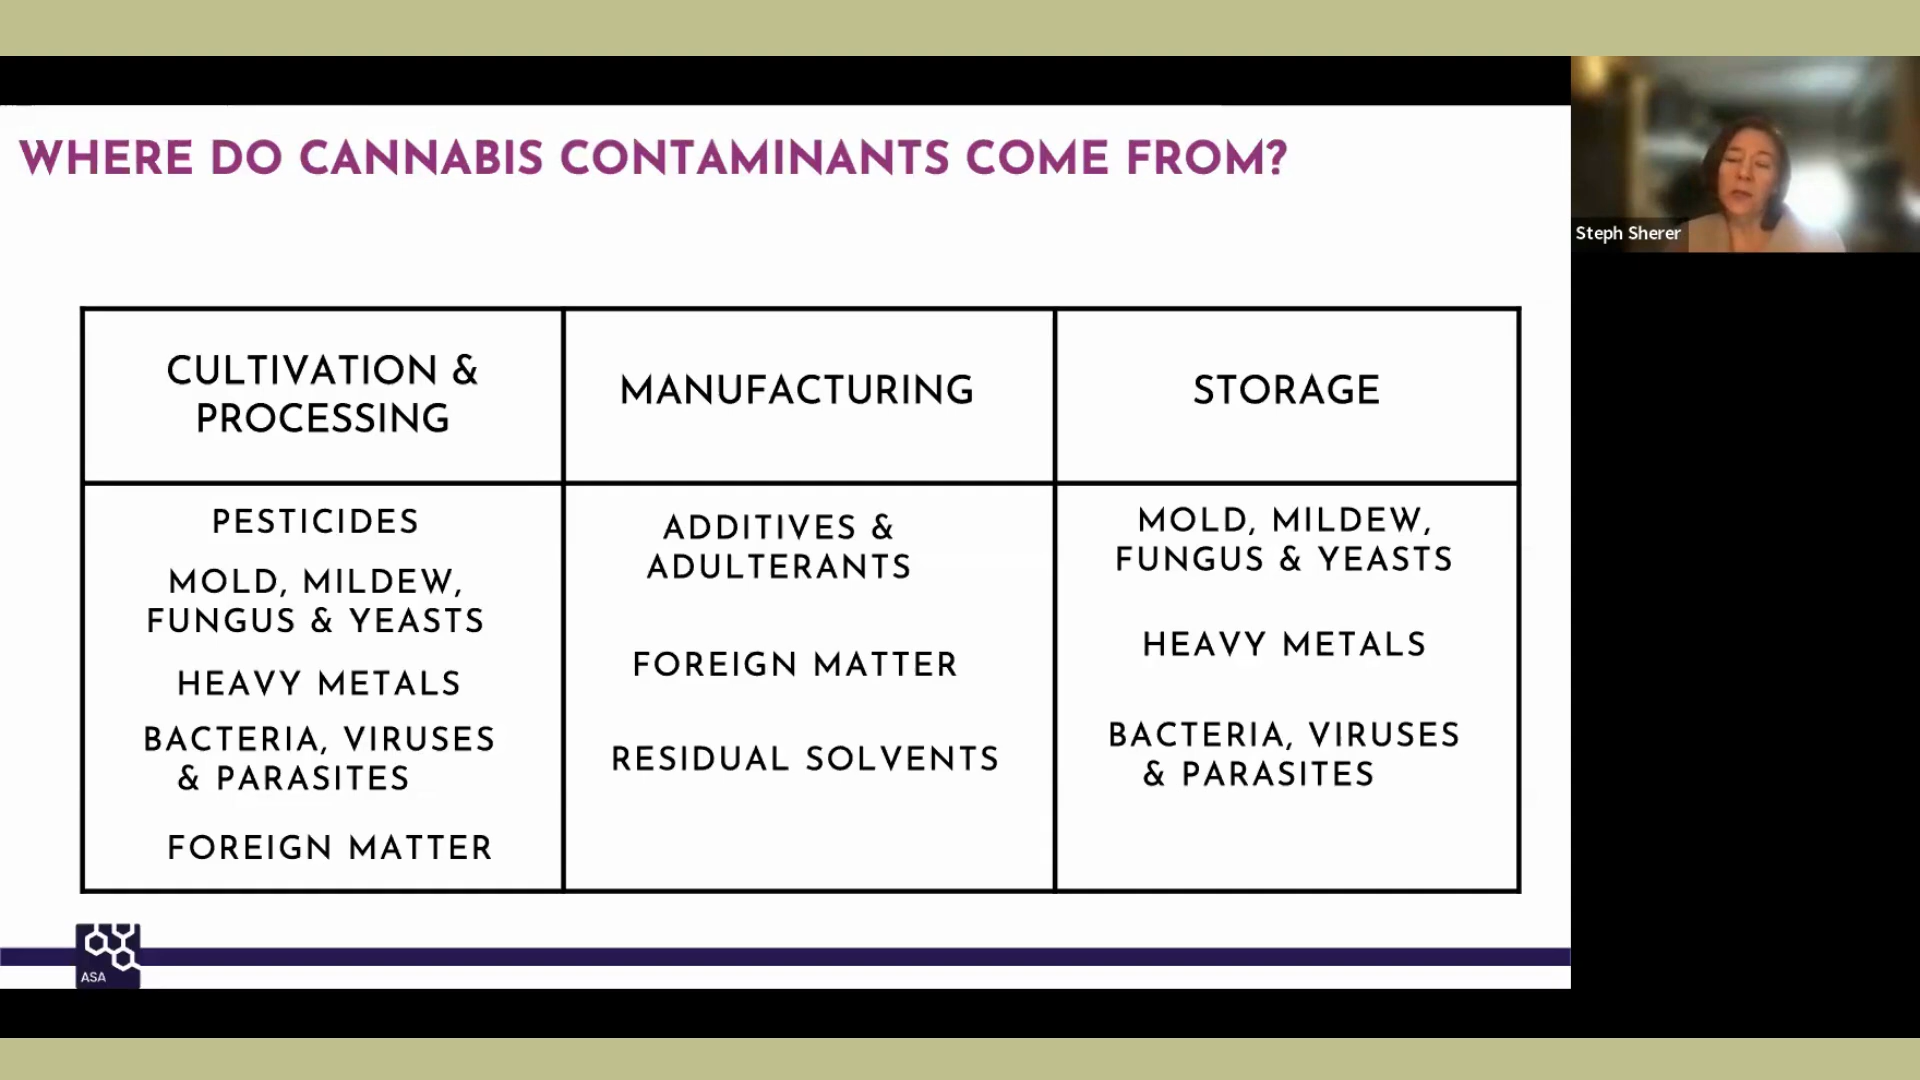 WHERE DO CANNABIS CONTAMINANTS COME FROM?
Steph Sherer
CULTIVATION &
PROCESSING
MANUFACTURING
STORAGE
PESTICIDES
MOLD, MILDEW,
FUNGUS & YEASTS
HEAVY METALS
BACTERIA, VIRUSES
& PARASITES
FOREIGN MATTER
ADDITIVES &
ADULTERANTS
FOREIGN MATTER
RESIDUAL SOLVENTS
MOLD, MILDEW,
FUNGUS & YEASTS
HEAVY METALS
BACTERIA, VIRUSES
& PARASITES
ASA